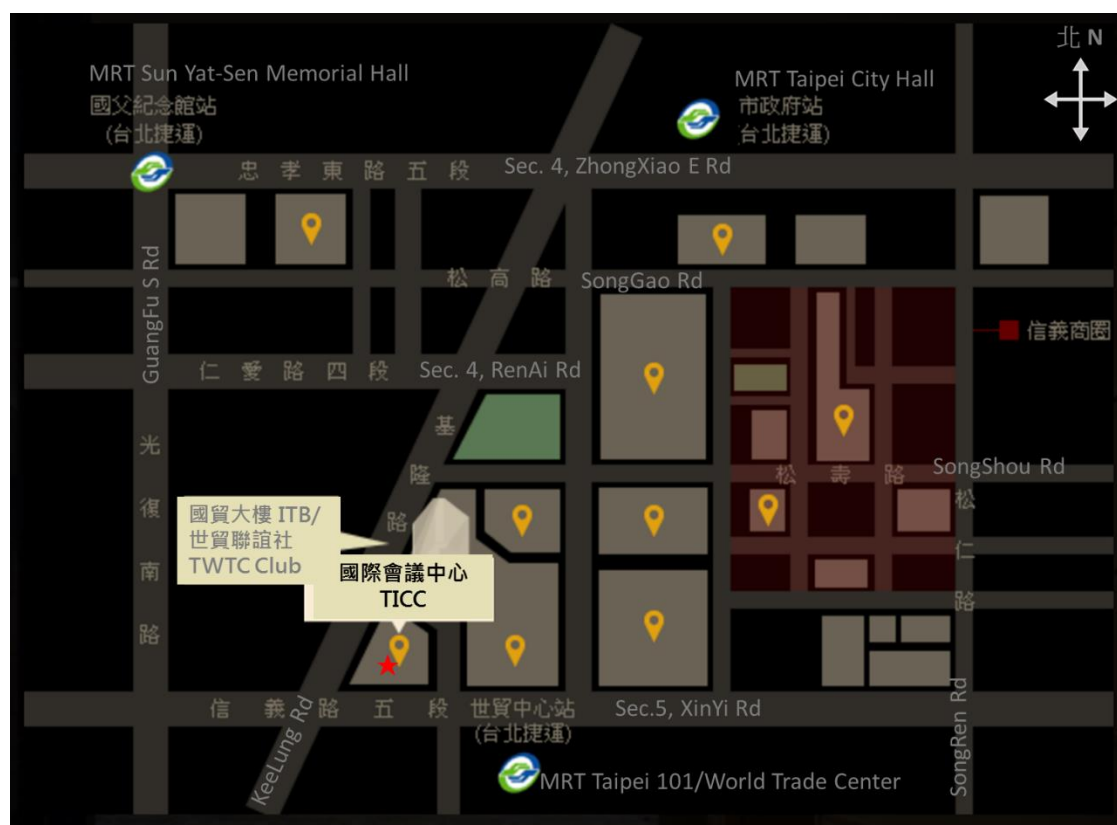 北 N
MRT Sun Yat-Sen Memorial Hall
國父紀念館站
(台北捷運)
MRT Taipei City Hall
市政府站
(台北捷運)
忠孝東路五段
Sec. 4, ZhongXiao E Rd
GuangFu S Rd
光復南路
松高路
SongGao Rd
信義商圈
仁愛路四段
Sec. 4, RenAi Rd
基隆路
松壽路
SongShou Rd
松仁路
國貿大樓 ITB/
世貿聯誼社
TWTC Club
國際會議中心
TICC
信義路五段
世貿中心站
(台北捷運)
Sec.5, XinYi Rd
KeeLung Rd
SongRen Rd
MRT Taipei 101/World Trade Center